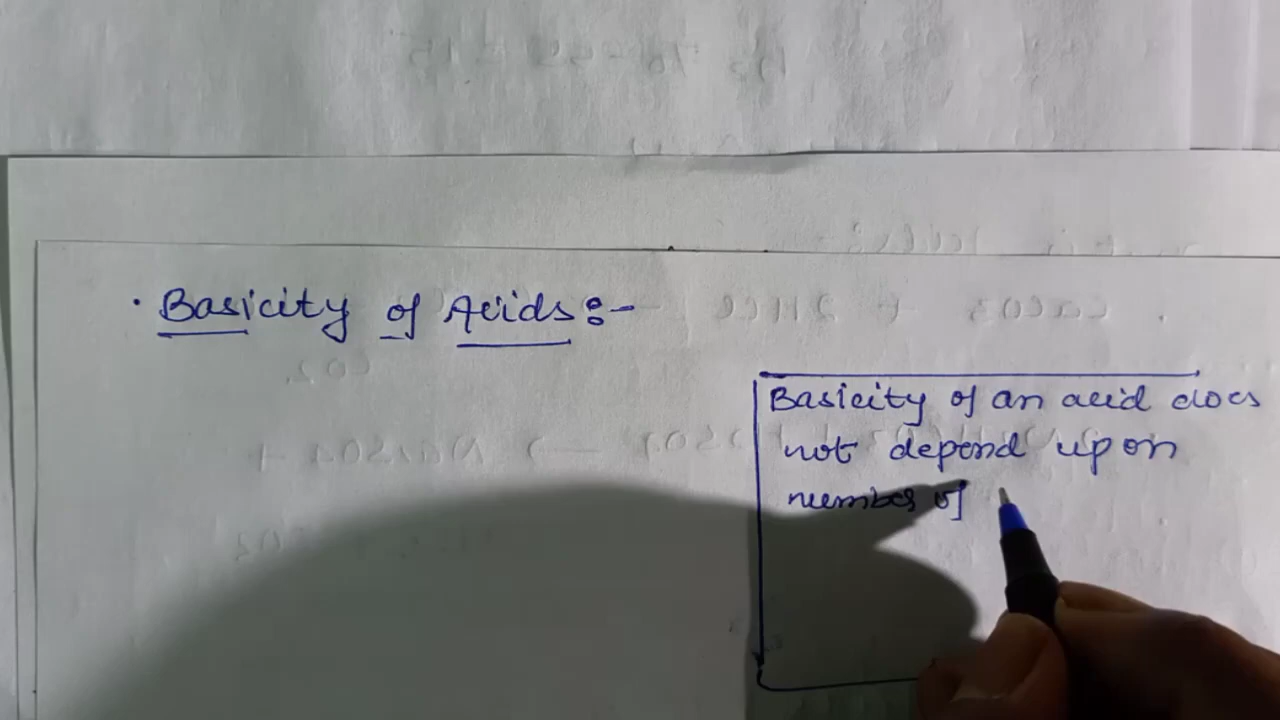 · Basicity of Acids :-
Basicity of an acid does
not depend upon
number of